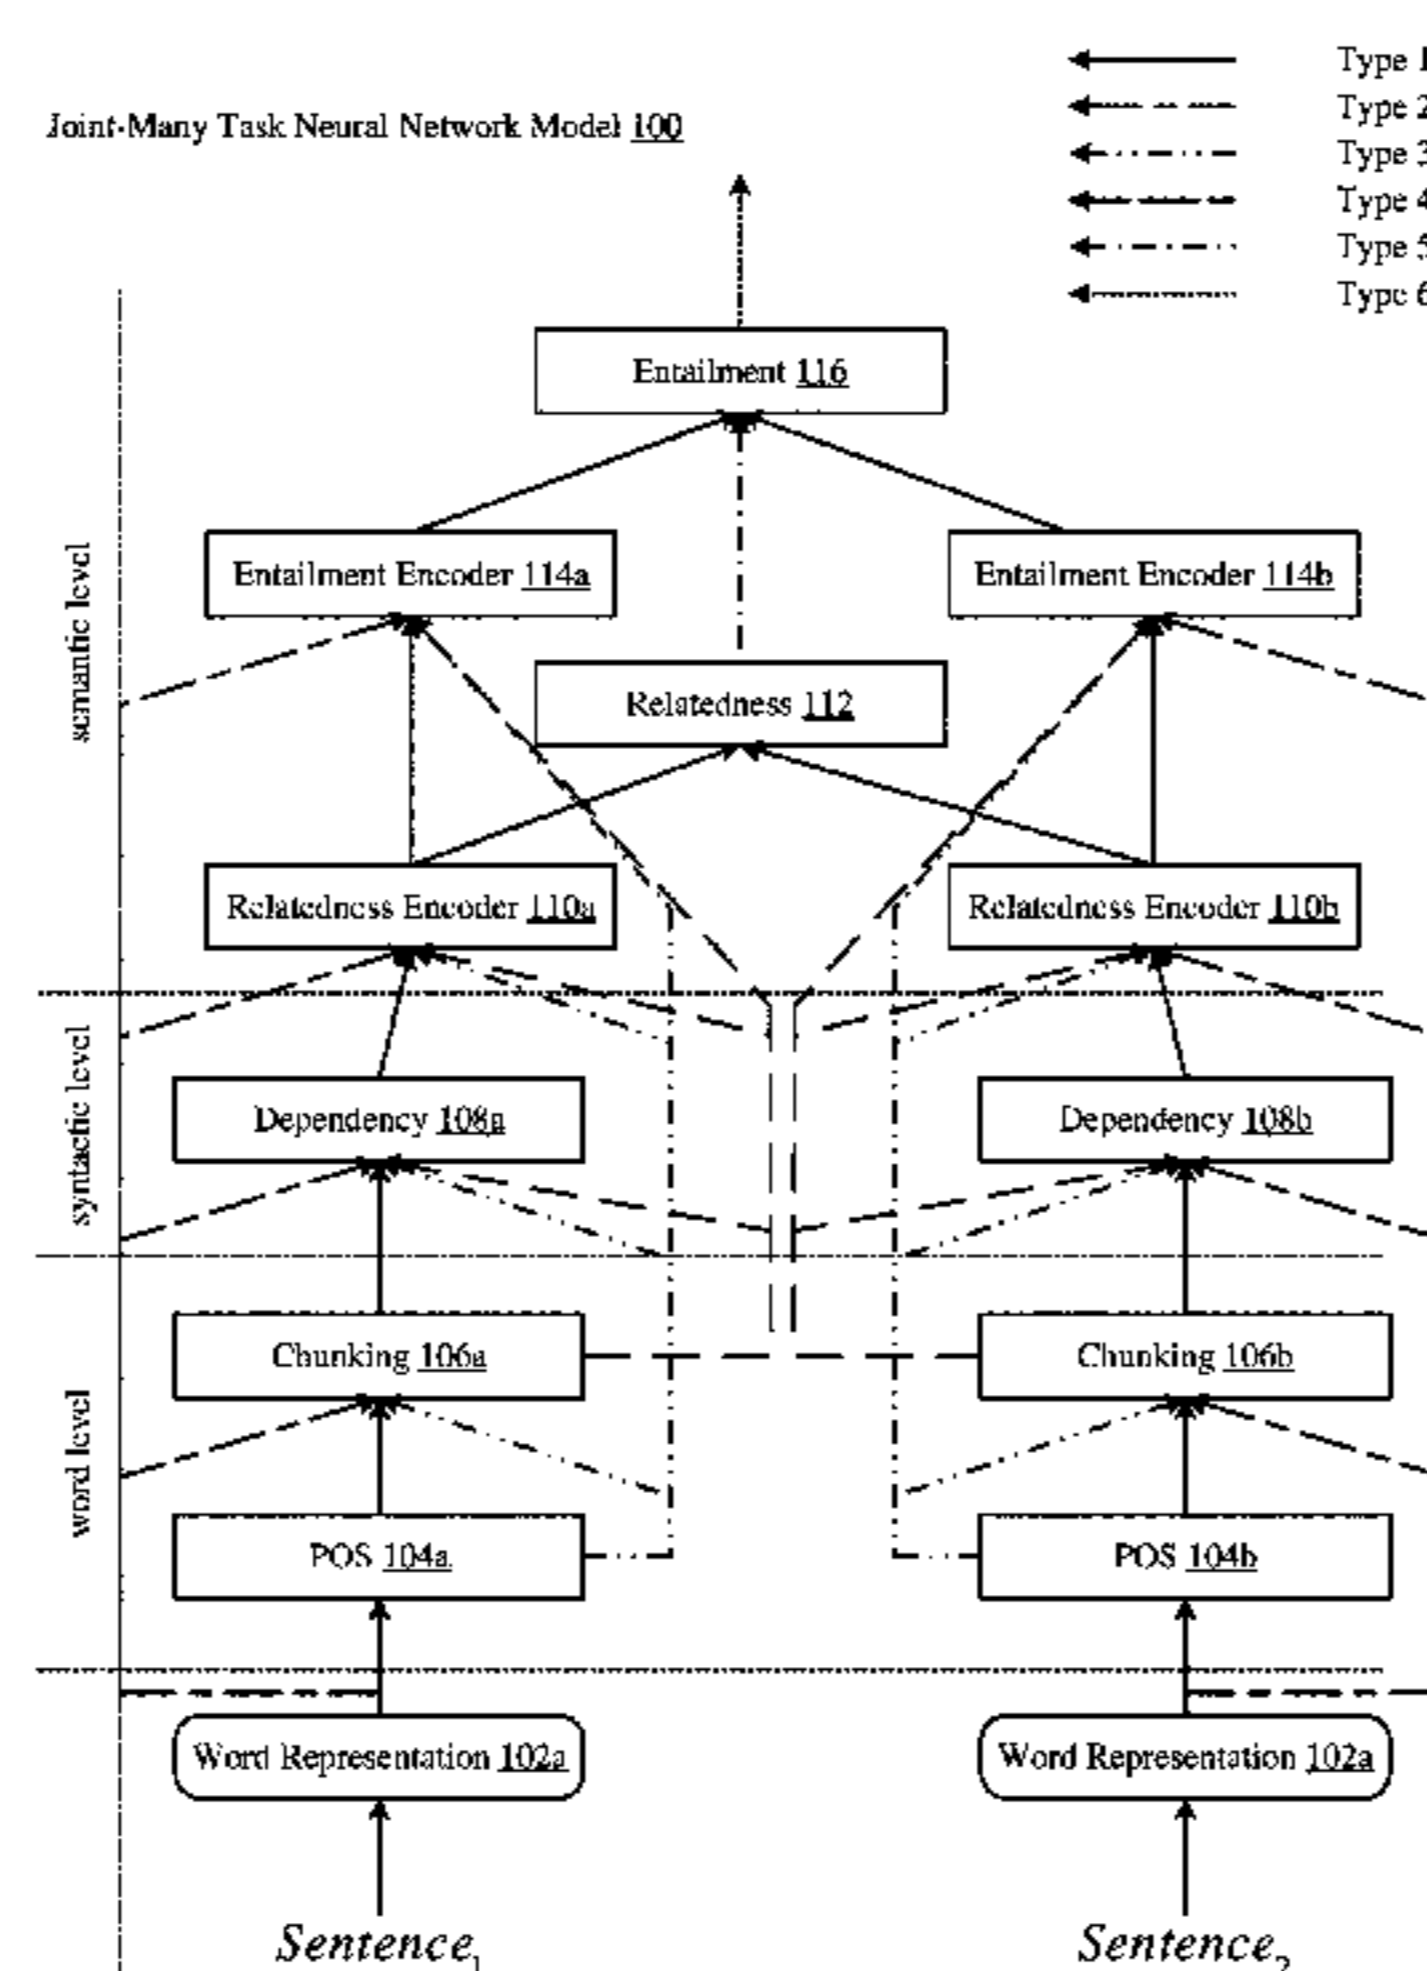 Type 1
Type 2
Joint-Many Task Neural Network Model 100
Type 3
Type 4
Type 5
Type 6
Entailment 116
Entailment Encoder 114a
Entailment Encoder 114b
semantic level
Relatedness 112
Relatedness Encoder 110a
Relatedness Encoder 110b
syntactic level
Dependency 108a
Dependency 108b
Chunking 106a
Chunking 106b
word level
POS 104a
POS 104b
Word Representation 102a
Word Representation 102a
Sentence1
Sentence2